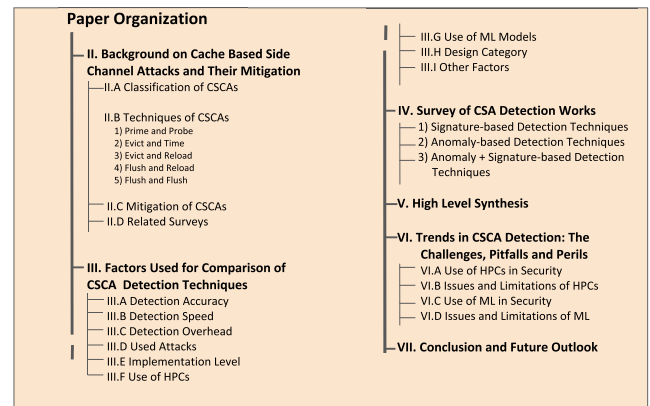 Paper Organization
II. Background on Cache Based Side
Channel Attacks and Their Mitigation
II.A Classification of CSCAs
II.B Techniques of CSCAs
1) Prime and Probe
2) Evict and Time
3) Evict and Reload
4) Flush and Reload
5) Flush and Flush
II.C Mitigation of CSCAs
II.D Related Surveys
III. Factors Used for Comparison of
CSCA Detection Techniques
III.A Detection Accuracy
III.B Detection Speed
III.C Detection Overhead
III.D Used Attacks
III.E Implementation Level
III.F Use of HPCs
III.G Use of ML Models
III.H Design Category
III.I Other Factors
IV. Survey of CSA Detection Works
1) Signature-based Detection Techniques
2) Anomaly-based Detection Techniques
3) Anomaly + Signature-based Detection
Techniques
V. High Level Synthesis
VI. Trends in CSCA Detection: The
Challenges, Pitfalls and Perils
VI.A Use of HPCs in Security
VI.B Issues and Limitations of HPCs
VI.C Use of ML in Security
VI.D Issues and Limitations of ML
VII. Conclusion and Future Outlook